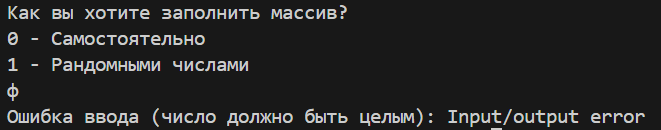 Как вы хотите заполнить массив?
0 - Самостоятельно
1 - Рандомными числами
ф
Ошибка ввода (число должно быть целым): Input/output error